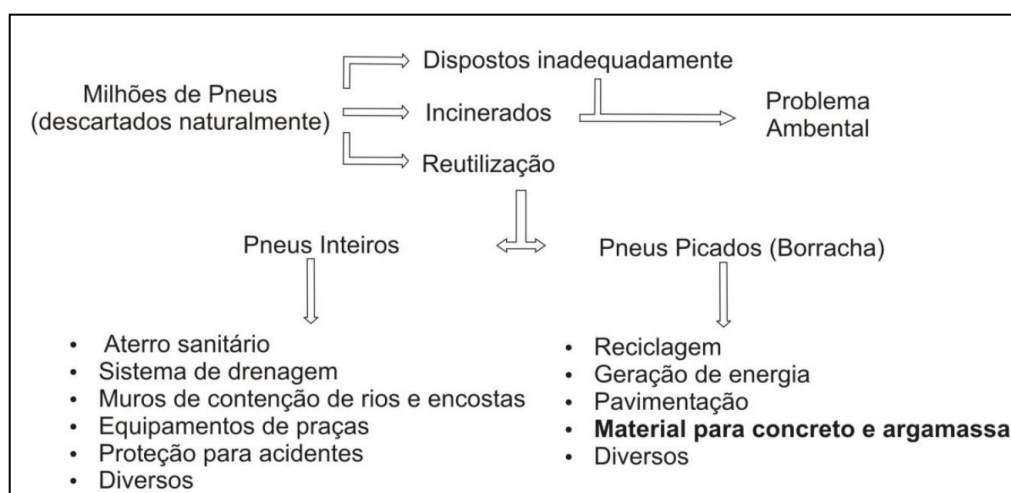 Dispostos inadequadamente
Milhões de Pneus
(descartados naturalmente)
Incinerados
Problema
Ambental
Reutilização
Pneus Inteiros
Pneus Picados (Borracha)
• Aterro sanitário
• Sistema de drenagem
• Muros de contenção de rios e encostas
• Equipamentos de praças
• Proteção para acidentes
• Diversos
• Reciclagem
• Geração de energia
• Pavimentação
• Material para concreto e argamassa
• Diversos